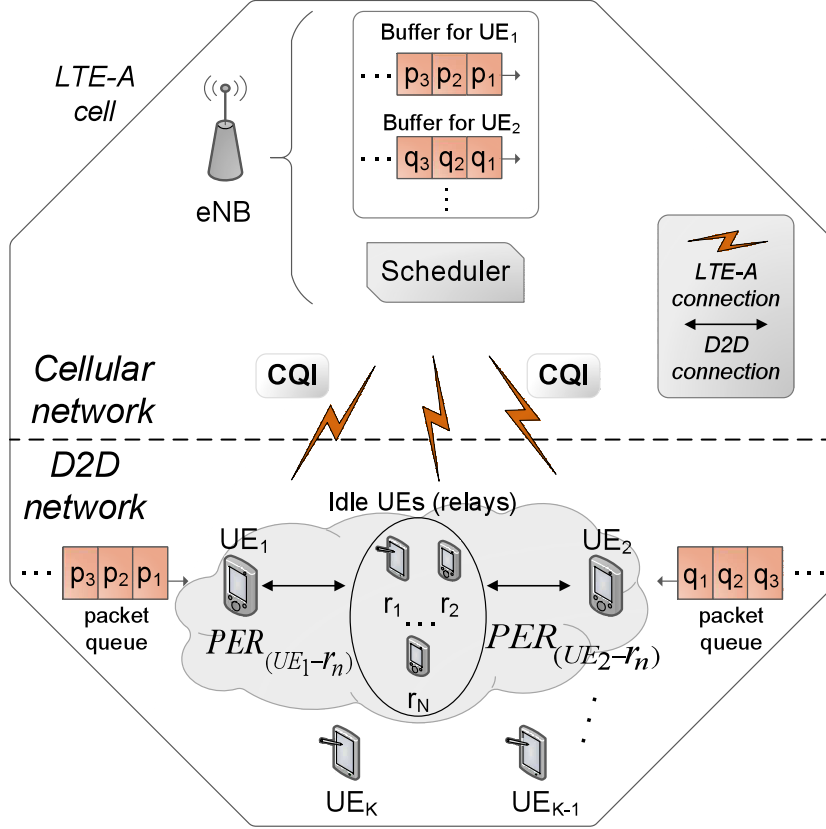 LTE-A
cell
eNB
Buffer for UE1
p3 p2 p1
Buffer for UE2
q3 q2 q1
Scheduler
LTE-A
connection
D2D
connection
CQI
CQI
Cellular
network
D2D
network
Idle UEs (relays)
UE1
UE2
p3 p2 p1
packet
queue
r1
r2
rN
q1 q2 q3
packet
queue
PER(UE1–rn)
PER(UE2–rn)
UEK
UEK-1